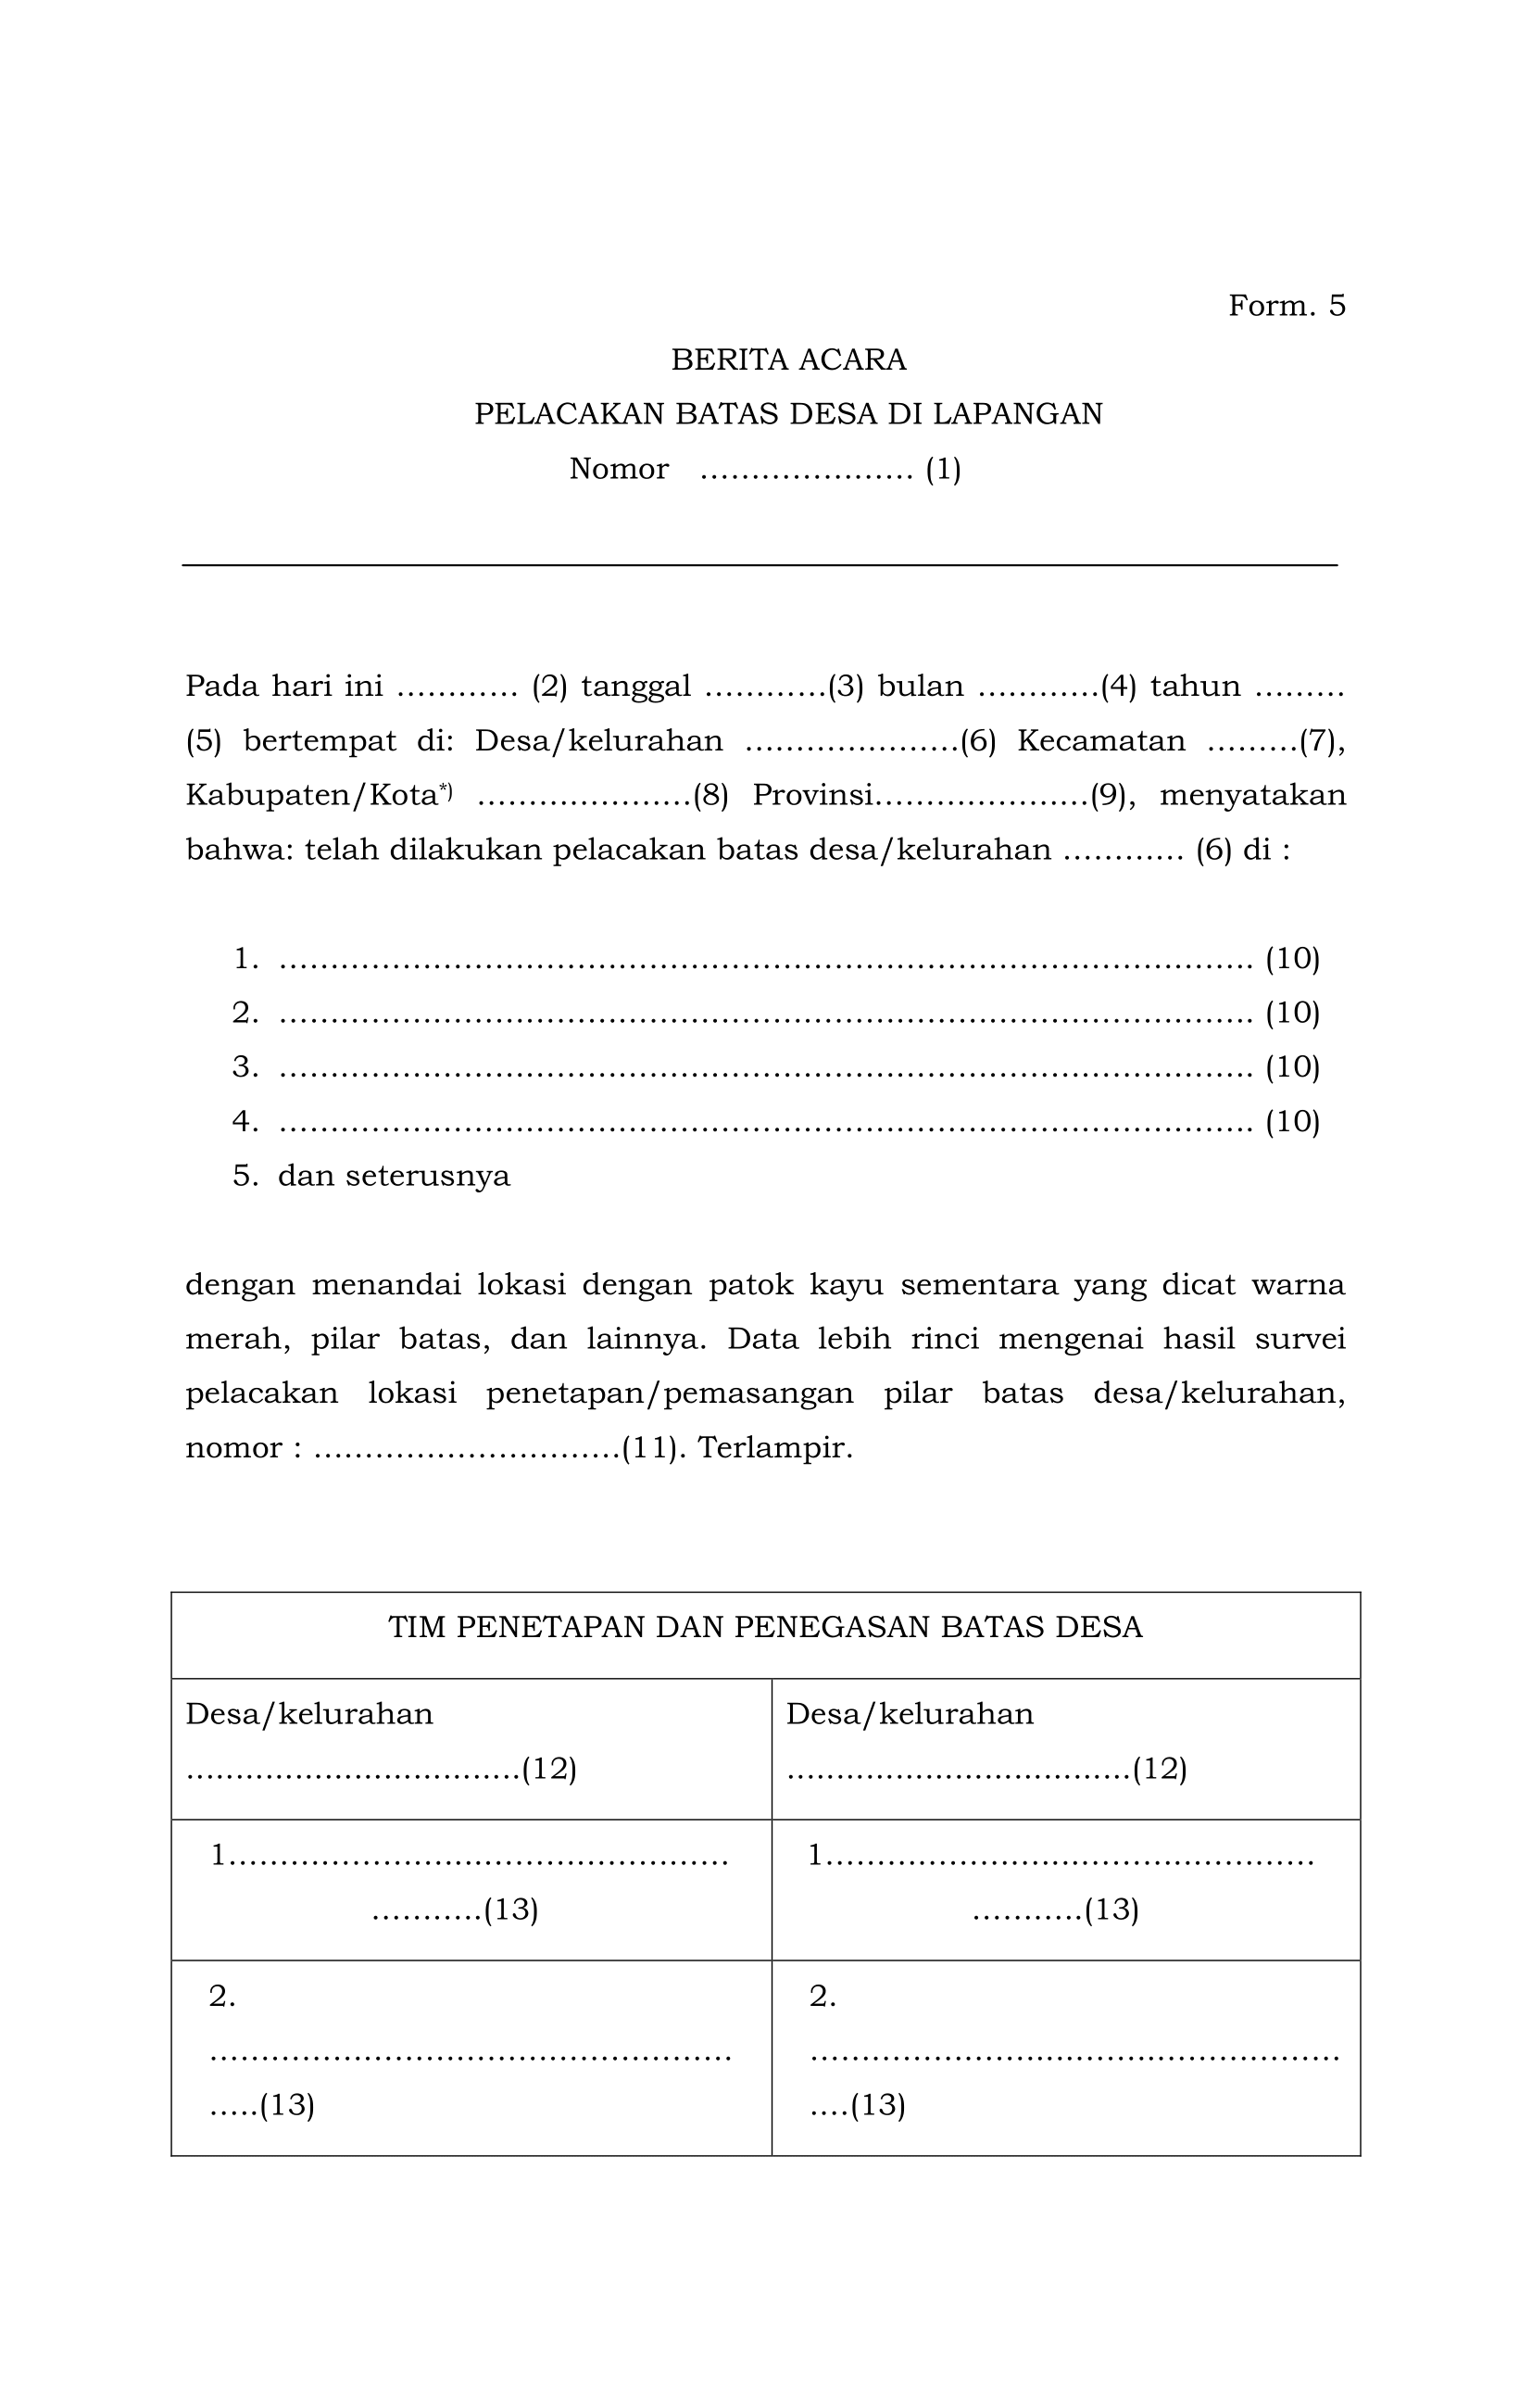 Form. 5
BERITA ACARA
PELACAKAN BATAS DESA DI LAPANGAN
Nomor ..................... (1)
Pada hari ini ............ (2) tanggal ............(3) bulan ............(4) tahun .........
(5) bertempat di: Desa/kelurahan .....................(6) Kecamatan .........(7),
Kabupaten/Kota*) .....................(8) Provinsi.....................(9), menyatakan
bahwa: telah dilakukan pelacakan batas desa/kelurahan ............ (6) di :
1. ................................................................................................ (10)
2. ................................................................................................ (10)
3. ................................................................................................ (10)
4. ................................................................................................ (10)
5. dan seterusnya
dengan menandai lokasi dengan patok kayu sementara yang dicat warna
merah, pilar batas, dan lainnya. Data lebih rinci mengenai hasil survei
pelacakan lokasi penetapan/pemasangan pilar batas desa/kelurahan,
nomor : ..............................(11). Terlampir.
TIM PENETAPAN DAN PENEGASAN BATAS DESA
Desa/kelurahan
..................................(12)
Desa/kelurahan
...................................(12)
1.................................................
...........(13)
1................................................
...........(13)
2.
...................................................
.....(13)
2.
....................................................
....(13)